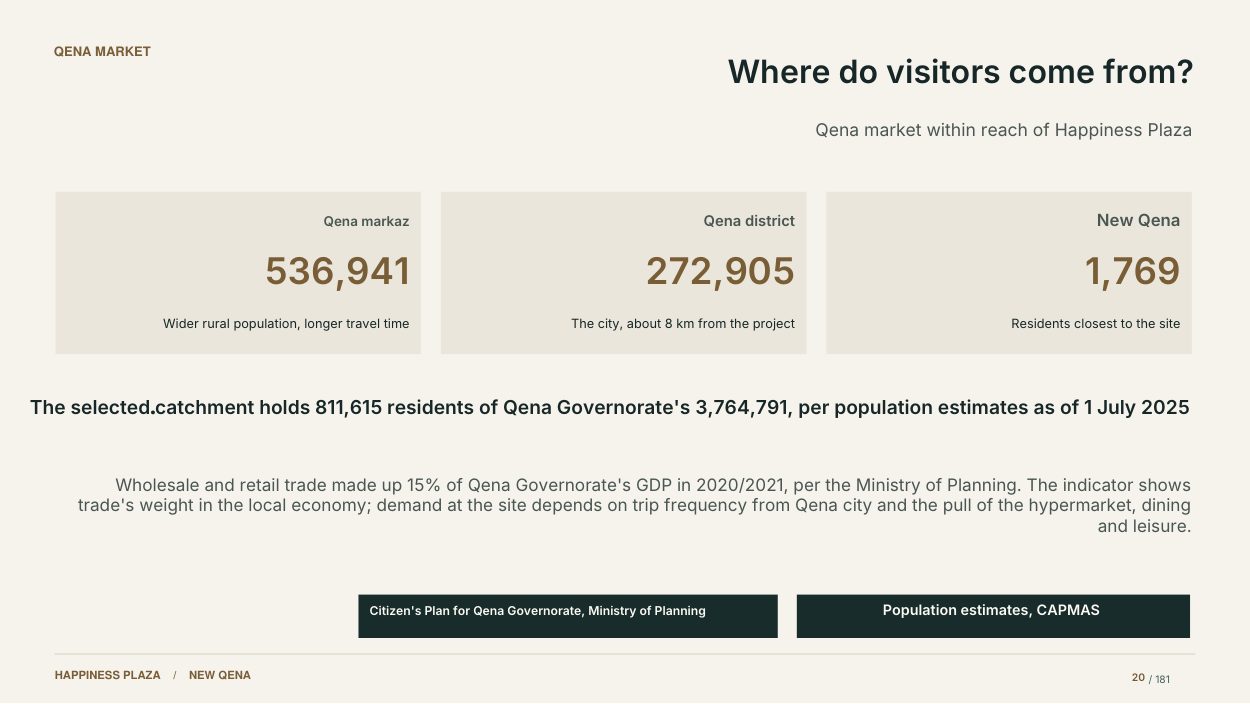 QENA MARKET
Where do visitors come from?
Qena market within reach of Happiness Plaza
Qena markaz
536,941
Wider rural population, longer travel time
Qena district
272,905
The city, about 8 km from the project
New Qena
1,769
Residents closest to the site
The selected.catchment holds 811,615 residents of Qena Governorate's 3,764,791, per population estimates as of 1 July 2025
Wholesale and retail trade made up 15% of Qena Governorate's GDP in 2020/2021, per the Ministry of Planning. The indicator shows
trade's weight in the local economy; demand at the site depends on trip frequency from Qena city and the pull of the hypermarket, dining
and leisure.
Citizen's Plan for Qena Governorate, Ministry of Planning
Population estimates, CAPMAS
HAPPINESS PLAZA / NEW QENA
20 / 181